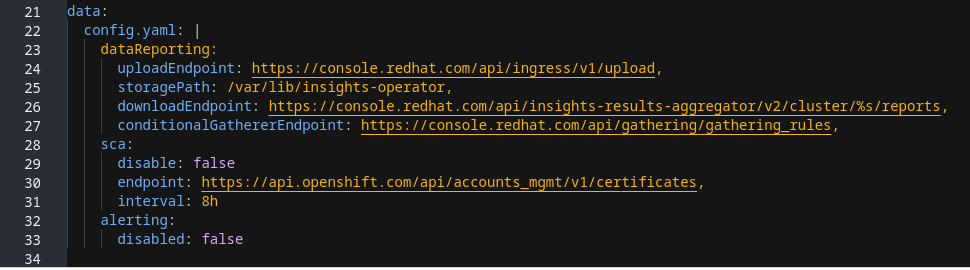 21 data:
22 config.yaml: |
23 dataReporting:
24 uploadEndpoint: https://console.redhat.com/api/ingress/v1/upload,
25 storagePath: /var/lib/insights-operator,
26 downloadEndpoint: https://console.redhat.com/api/insights-results-aggregator/v2/cluster/%s/reports,
27 conditionalGathererEndpoint: https://console.redhat.com/api/gathering/gathering_rules,
28 sca:
29 disable: false
30 endpoint: https://api.openshift.com/api/accounts_mgmt/v1/certificates,
31 interval: 8h
32 alerting:
33 disabled: false
34